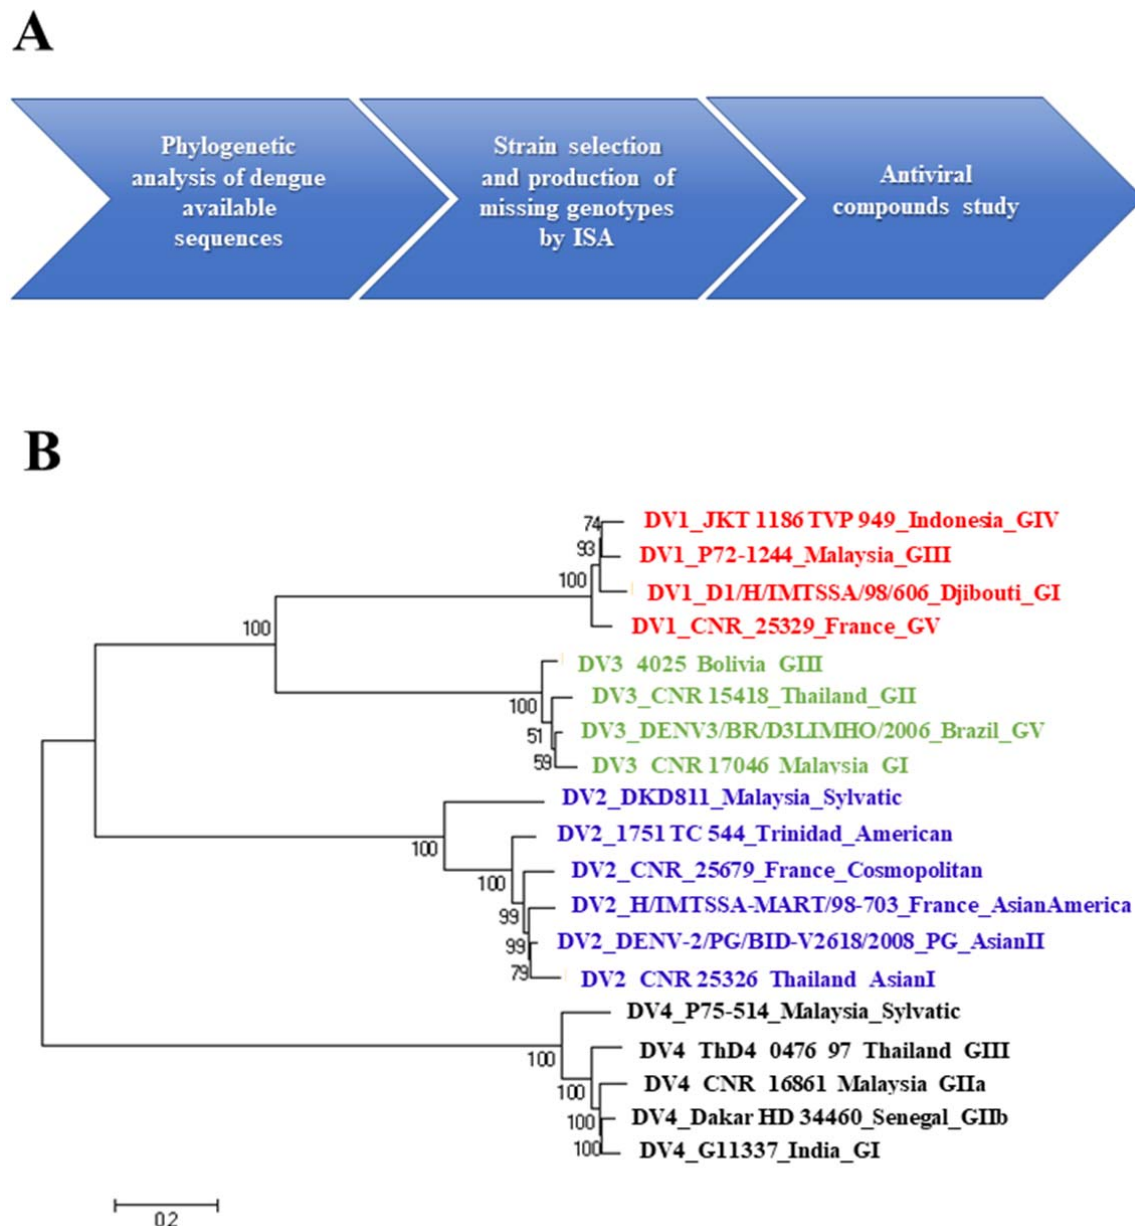 A
Phylogenetic
analysis of dengue
available
sequences
Strain selection
and production of
missing genotypes
by ISA
Antiviral
compounds study
B
74
DV1_JKT 1186 TVP 949_Indonesia_GIV
93
DV1_P72-1244_Malaysia_GIII
100
DV1_D1/H/IMTSSA/98/606_Djibouti_GI
DV1_CNR_25329_France_GV
100
DV3 4025 Bolivia GIII
100
DV3_CNR 15418_Thailand_GII
51
DV3_DENV3/BR/D3LIMHO/2006_Brazil_GV
59
DV3 CNR 17046 Malaysia GI
DV2_DKD811_Malaysia_Sylvatic
100
DV2_1751 TC 544_Trinidad_American
100
DV2_CNR_25679_France_Cosmopolitan
99
DV2_H/IMTSSA-MART/98-703_France_AsianAmerica
99
DV2_DENV-2/PG/BID-V2618/2008_PG_AsianII
79
DV2 CNR 25326 Thailand AsianI
DV4_P75-514_Malaysia_Sylvatic
100
DV4 ThD4 0476 97 Thailand GIII
100
DV4 CNR 16861 Malaysia GIIa
100
DV4_Dakar HD 34460_Senegal_GIIb
100
DV4_G11337_India_GI
0.2